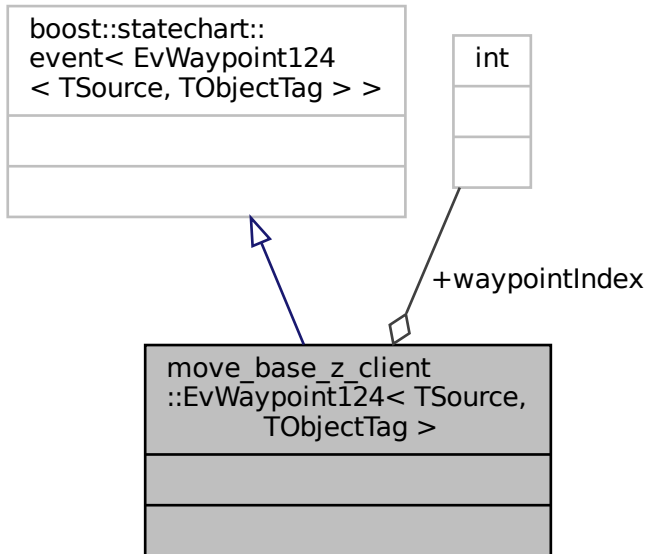 boost::statechart::
event< EvWaypoint124
< TSource, TObjectTag > >
int
+waypointIndex
move_base_z_client
::EvWaypoint124< TSource,
TObjectTag >